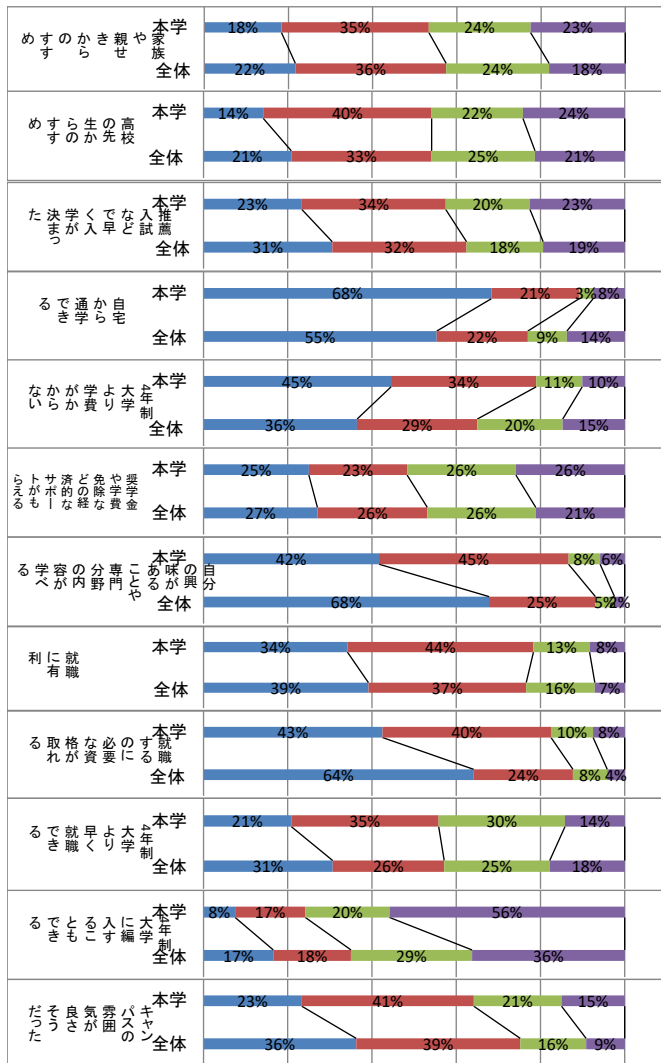 家族や親せきからのすすめ
本学 18% 35% 24% 23%
全体 22% 36% 24% 18%
高校の先生からのすすめ
本学 14% 40% 22% 24%
全体 21% 33% 25% 21%
推薦入試などで早く入学が決まった
本学 23% 34% 20% 23%
全体 31% 32% 18% 19%
自宅から通学できる
本学 68% 21% 3% 8%
全体 55% 22% 9% 14%
4年制大学より学費がかからない
本学 45% 34% 11% 10%
全体 36% 29% 20% 15%
奨学金や学費免除などの経済的なサポートがもらえる
本学 25% 23% 26% 26%
全体 27% 26% 26% 21%
自分の興味があることや専門分野の内容が学べる
本学 42% 45% 8% 6%
全体 68% 25% 5% 2%
就職に有利
本学 34% 44% 13% 8%
全体 39% 37% 16% 7%
就職するのに必要な資格が取れる
本学 43% 40% 10% 8%
全体 64% 24% 8% 4%
4年制大学より早く就職できる
本学 21% 35% 30% 14%
全体 31% 26% 25% 18%
4年制大学に編入することもできる
本学 8% 17% 20% 56%
全体 17% 18% 29% 36%
キャンパスの雰囲気が良さそうだった
本学 23% 41% 21% 15%
全体 36% 39% 16% 9%